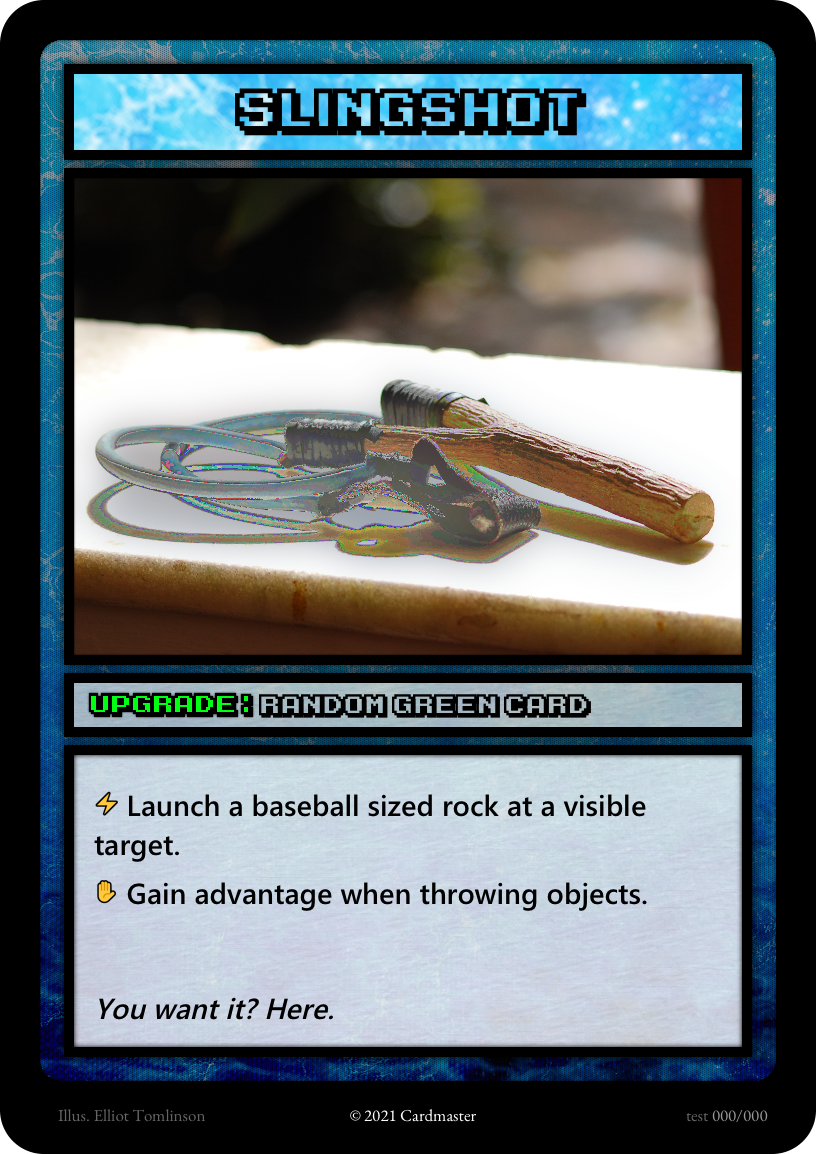 SLINGSHOT
UPGRADE: RANDOM GREEN CARD
⚡ Launch a baseball sized rock at a visible
target.
✋ Gain advantage when throwing objects.
You want it? Here.
Illus. Elliot Tomlinson © 2021 Cardmaster test 000/000